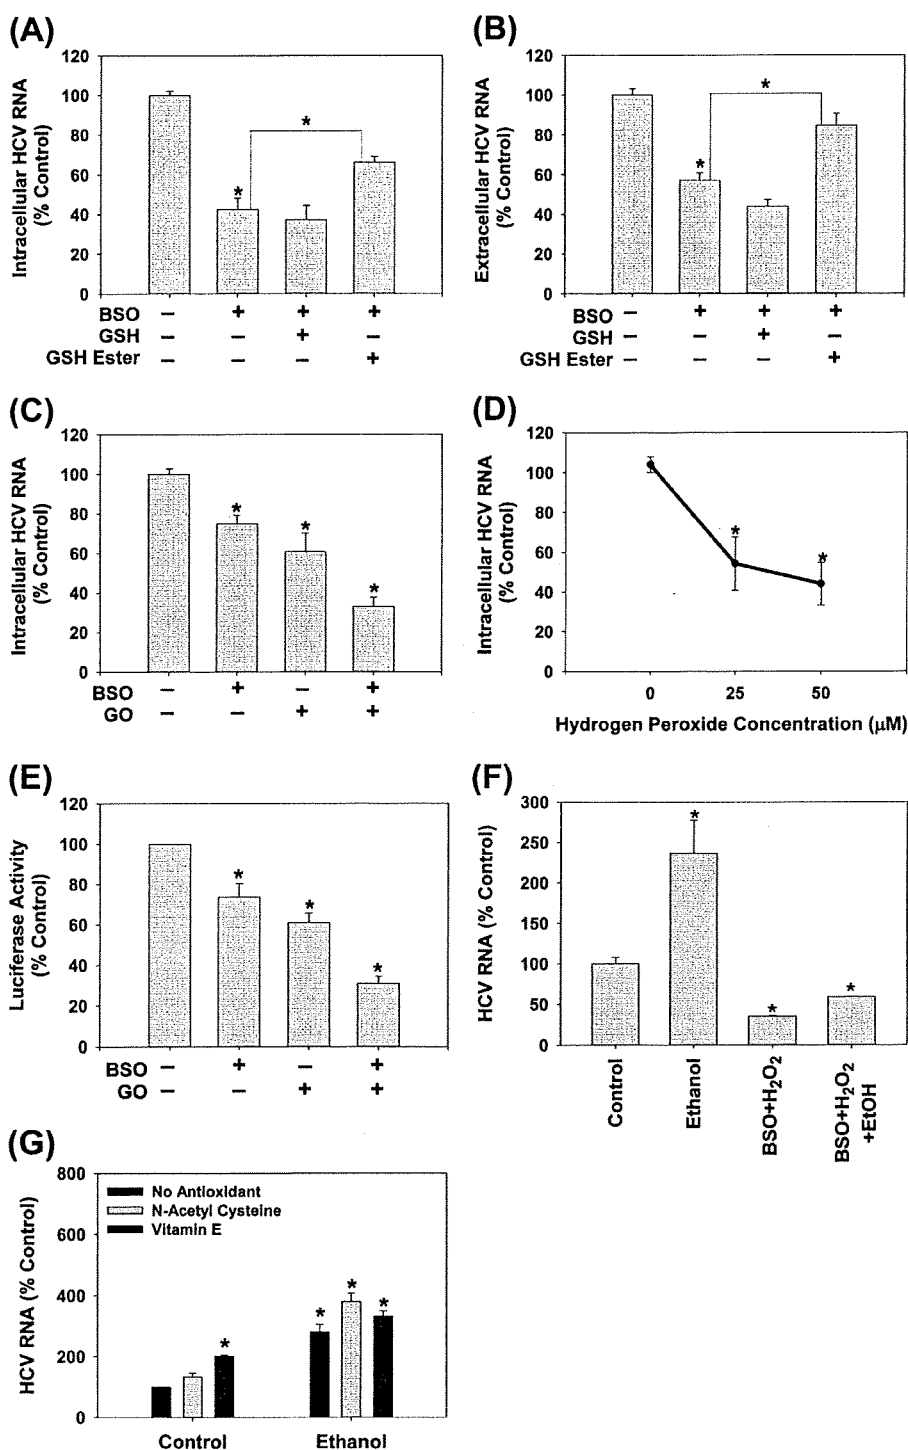 (A)
120
100
80
60
40
20
0
Intracellular HCV RNA
(% Control)
*
*
BSO – + + +
GSH – – + –
GSH Ester – – – +
(B)
120
100
80
60
40
20
0
Extracellular HCV RNA
(% Control)
*
*
BSO – + + +
GSH – – + –
GSH Ester – – – +
(C)
120
100
80
60
40
20
0
Intracellular HCV RNA
(% Control)
*
*
*
BSO – + – +
GO – – + +
(D)
120
100
80
60
40
20
0
Intracellular HCV RNA
(% Control)
*
*
0 25 50
Hydrogen Peroxide Concentration (µM)
(E)
120
100
80
60
40
20
0
Luciferase Activity
(% Control)
*
*
*
BSO – + – +
GO – – + +
(F)
300
250
200
150
100
50
0
HCV RNA (% Control)
*
*
*
Control
Ethanol
BSO+H2O2
BSO+H2O2
+EtOH
(G)
800
600
400
200
0
HCV RNA (% Control)
No Antioxidant
N-Acetyl Cysteine
Vitamin E
*
*
*
*
Control Ethanol